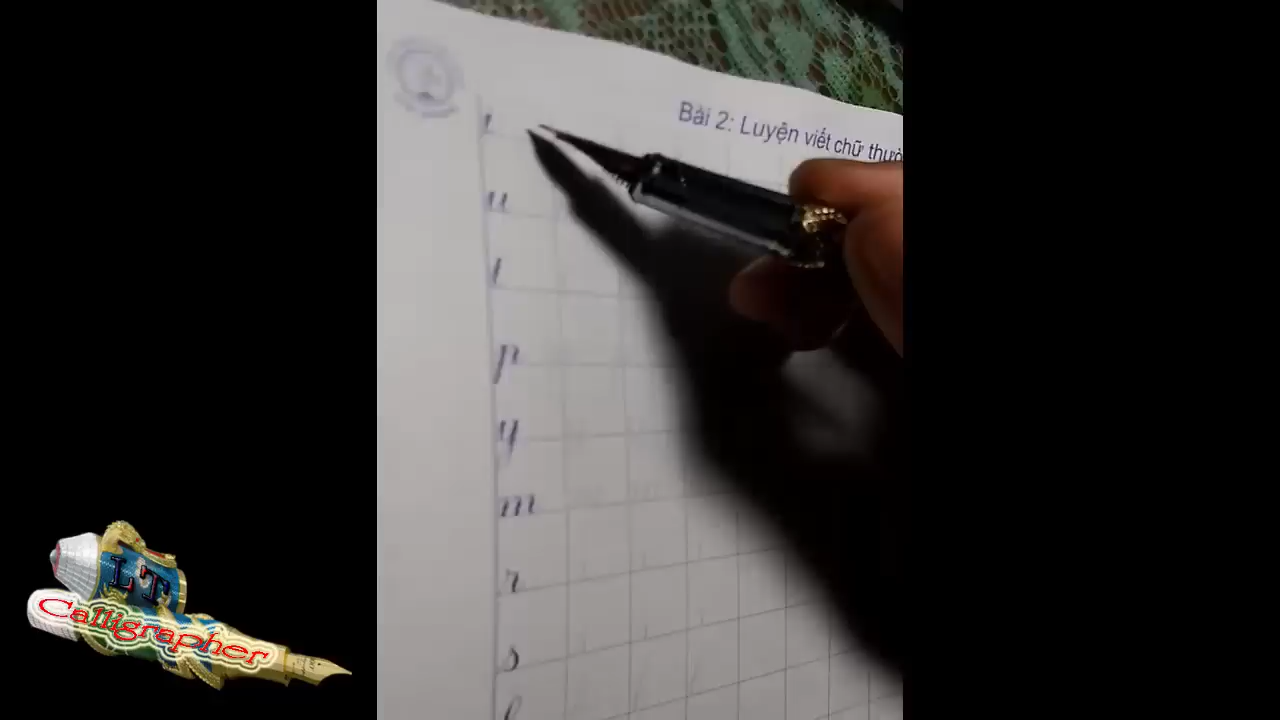 Bài 2: Luyện viết chữ thườ
i
u
t
p
y
m
r
s
LT
Calligrapher